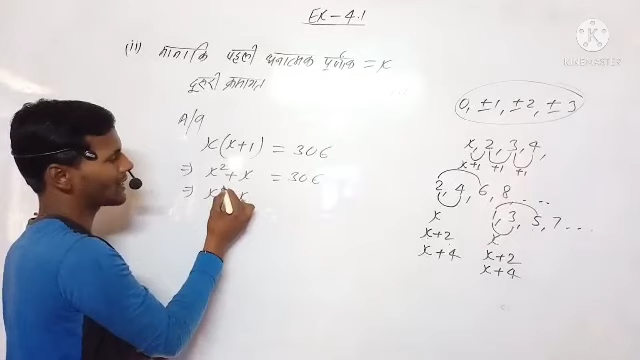 Ex - 4.1
(ii) माना कि पहली धनात्मक पूर्णांक = x
दूसरी क्रमागत
A/q
x(x+1) = 306
⇒ x² + x = 306
⇒ x² x
0, ±1, ±2, ±3
x, 2, 3, 4,
x+1 +1 +1
2, 4, 6, 8 ....
x
x+2
x+4
1, 3, 5, 7 ...
x
x+2
x+4
KINEMASTER